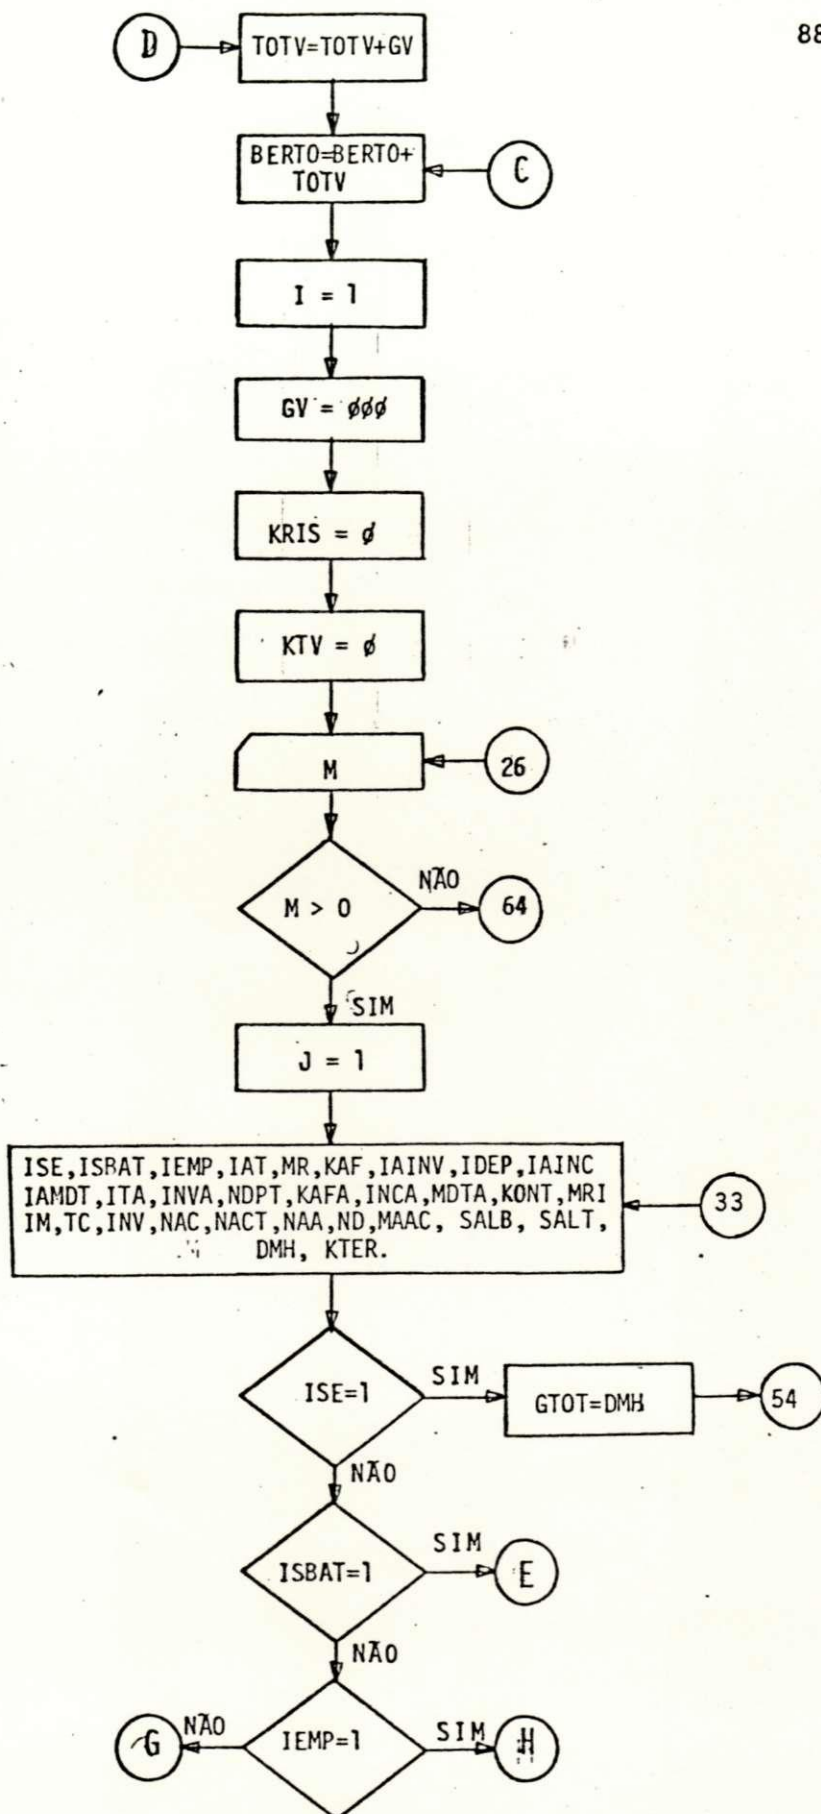 88
D
TOTV=TOTV+GV
BERTO=BERTO+
TOTV
C
I = 1
GV = ØØØ
KRIS = Ø
KTV = Ø
M
26
M > 0
NÃO
64
SIM
J = 1
ISE,ISBAT,IEMP,IAT,MR,KAF,IAINV,IDEP,IAINC
IAMDT,ITA,INVA,NDPT,KAFA,INCA,MDTA,KONT,MRI
IM,TC,INV,NAC,NACT,NAA,ND,MAAC, SALB, SALT,
DMH, KTER.
33
ISE=1
SIM
GTOT=DMH
54
NÃO
ISBAT=1
SIM
E
NÃO
G
NÃO
IEMP=1
SIM
H